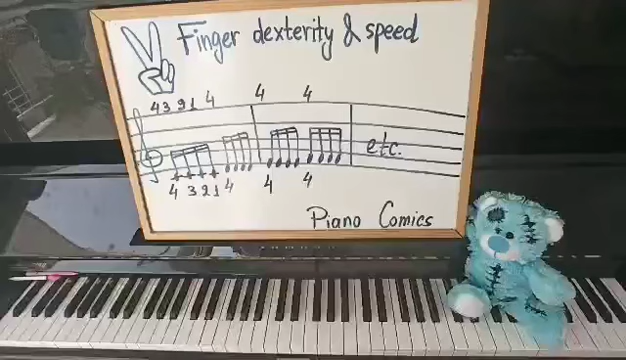 Finger dexterity & speed
4 3 2 1 4 4 4
etc.
4 3 2 1 4 4 4
Piano Comics